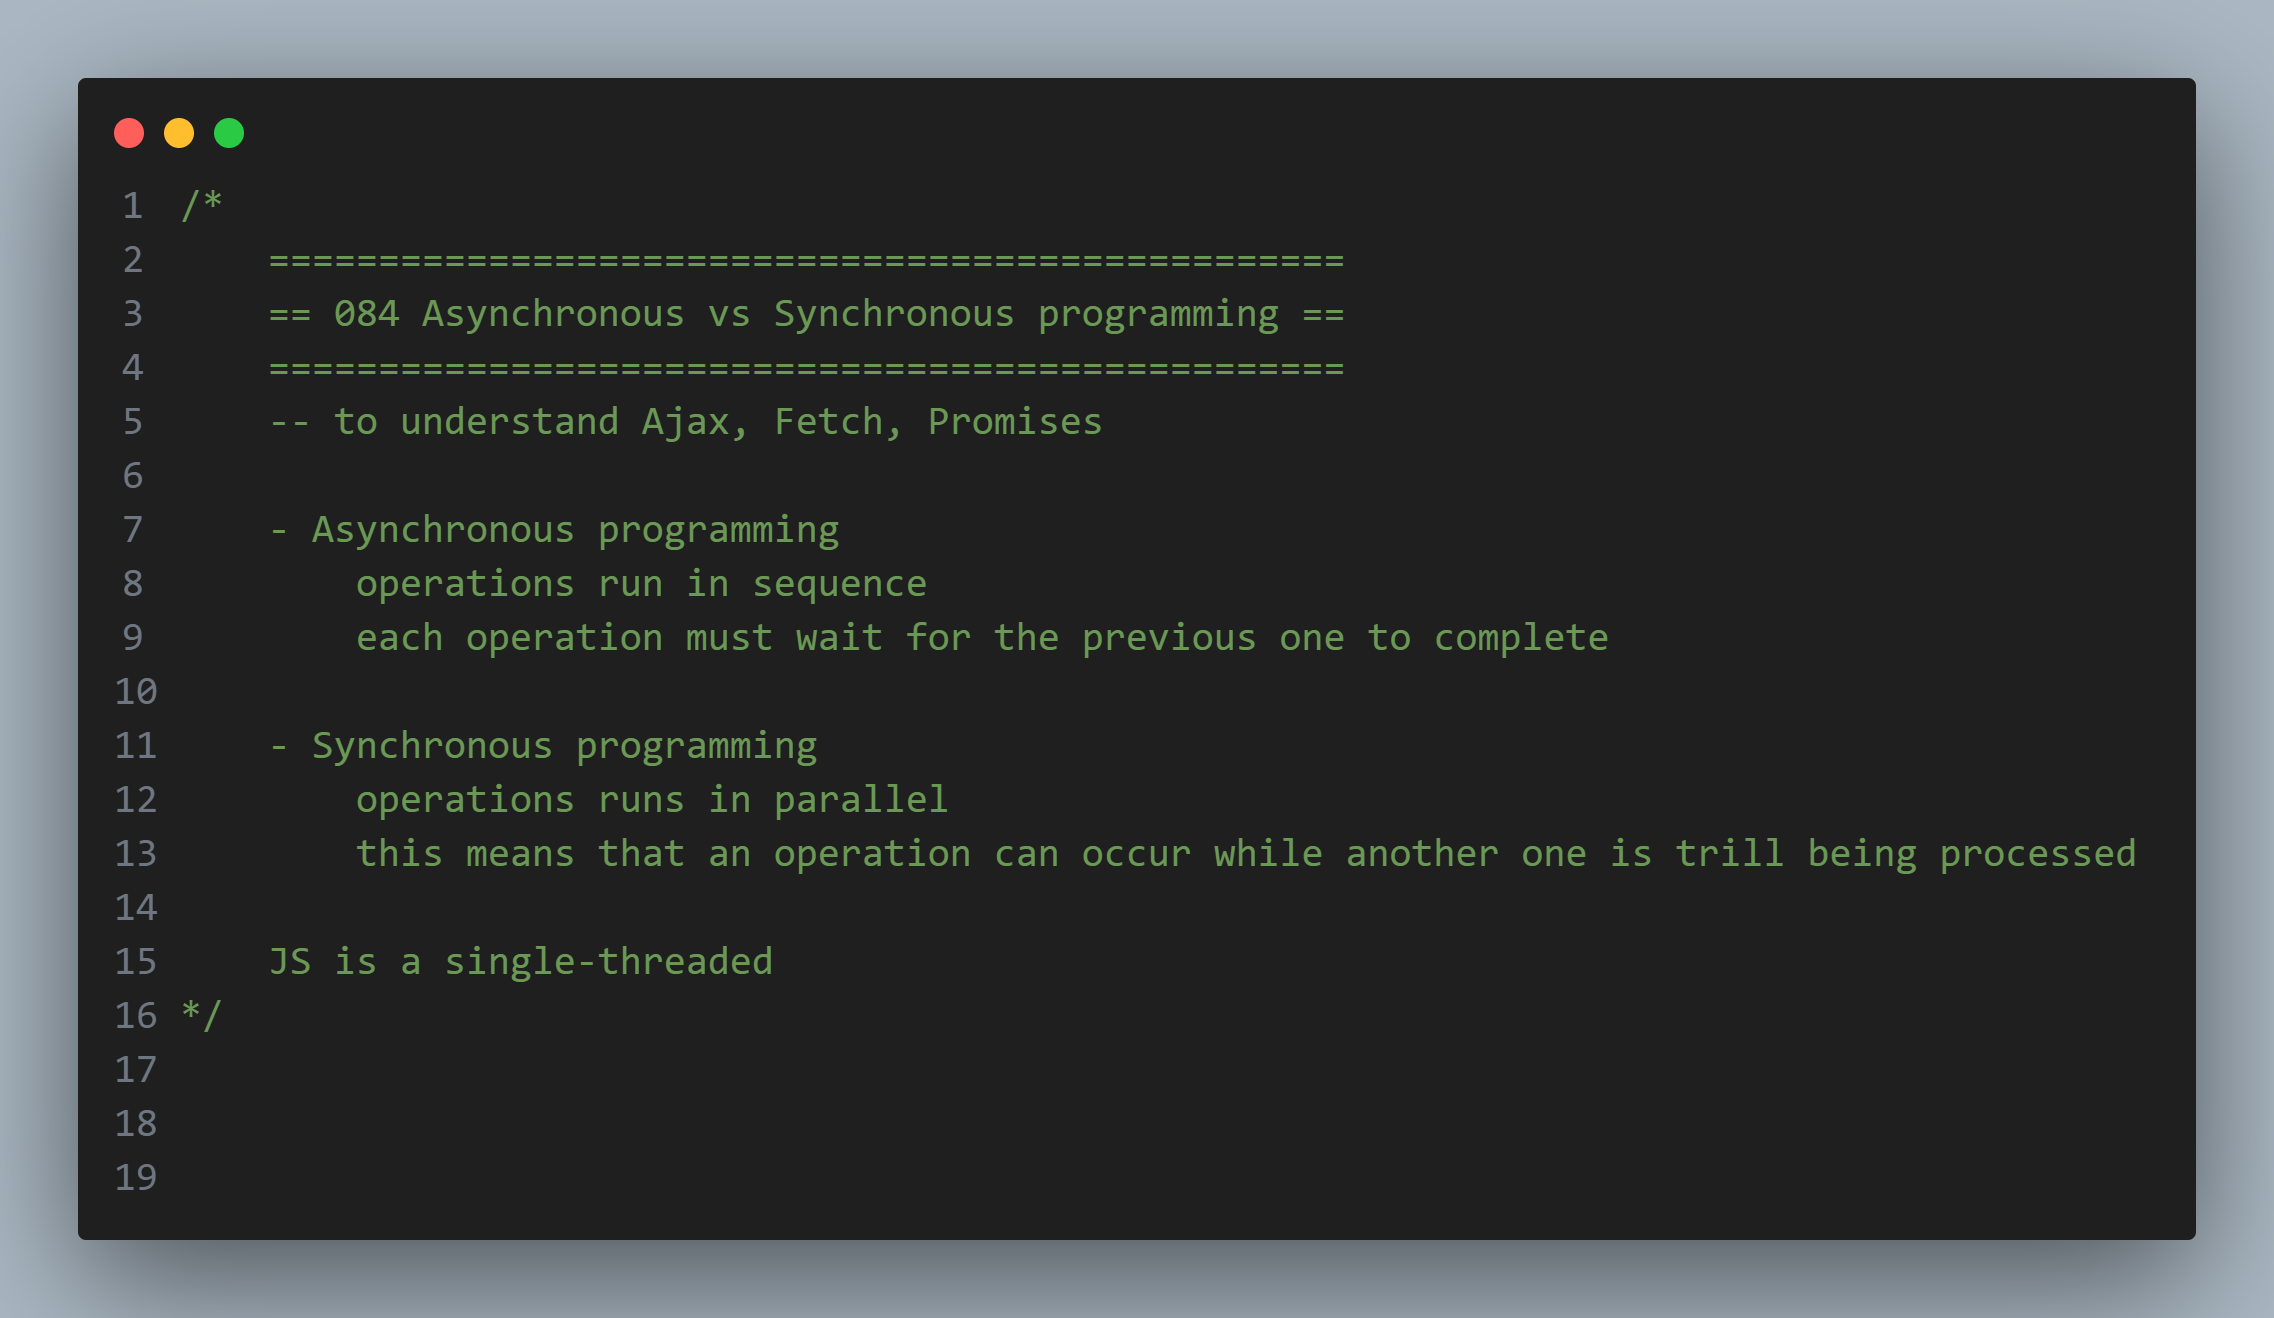 1 /*
2     =================================================
3     == 084 Asynchronous vs Synchronous programming ==
4     =================================================
5     -- to understand Ajax, Fetch, Promises
6
7     - Asynchronous programming
8         operations run in sequence
9         each operation must wait for the previous one to complete
10
11     - Synchronous programming
12         operations runs in parallel
13         this means that an operation can occur while another one is trill being processed
14
15     JS is a single-threaded
16 */
17
18
19